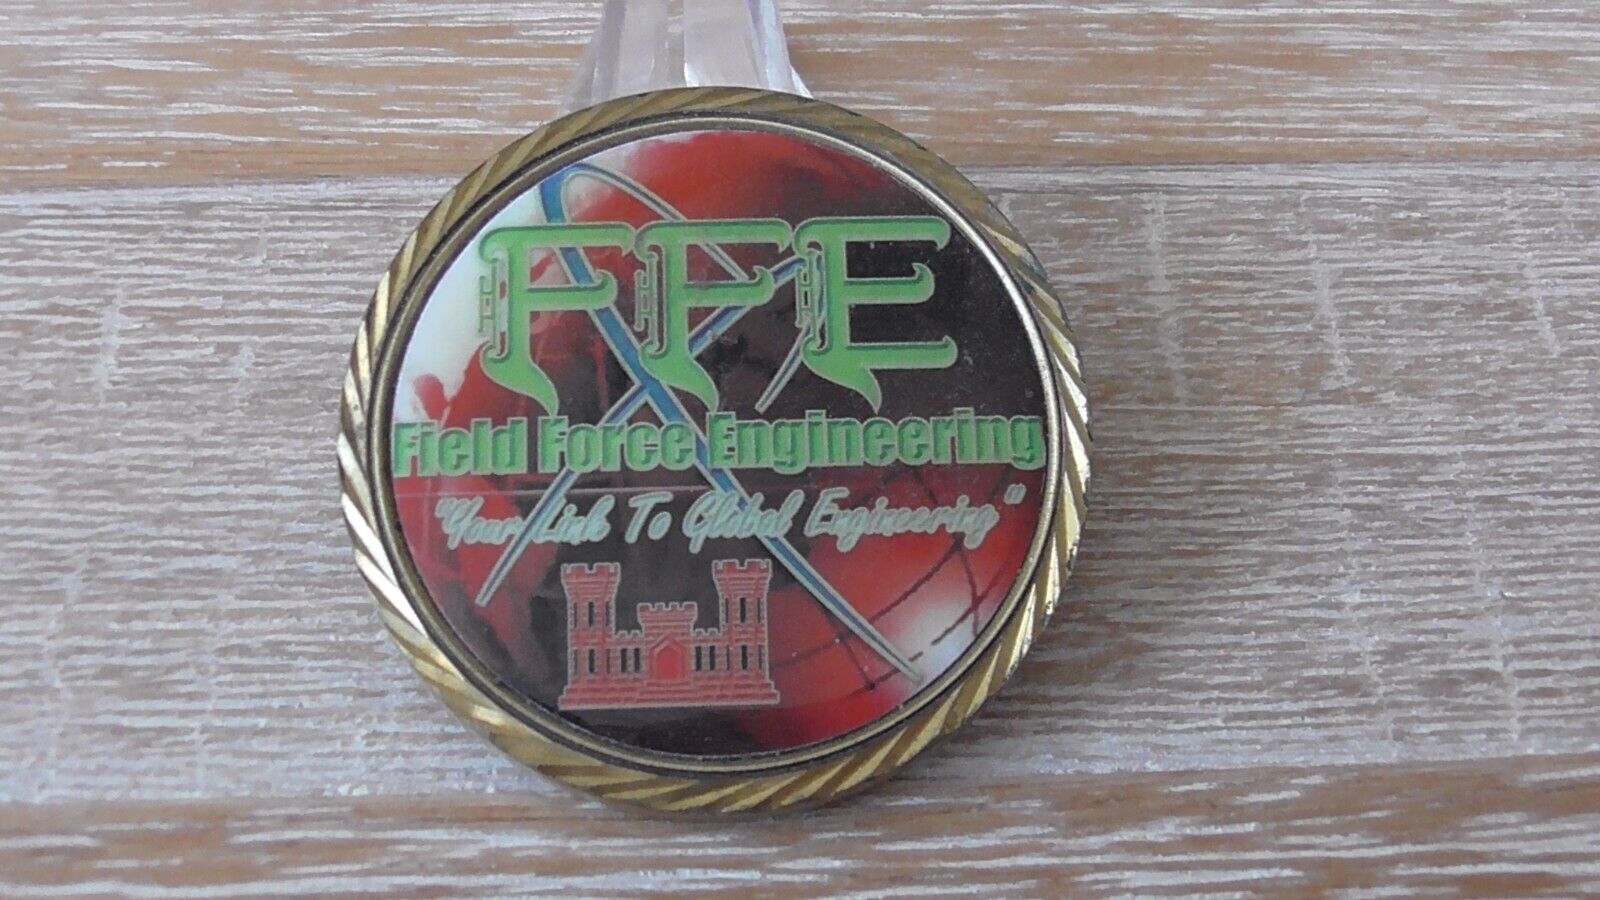 FFE
Field Force Engineering
"Your Link To Global Engineering"